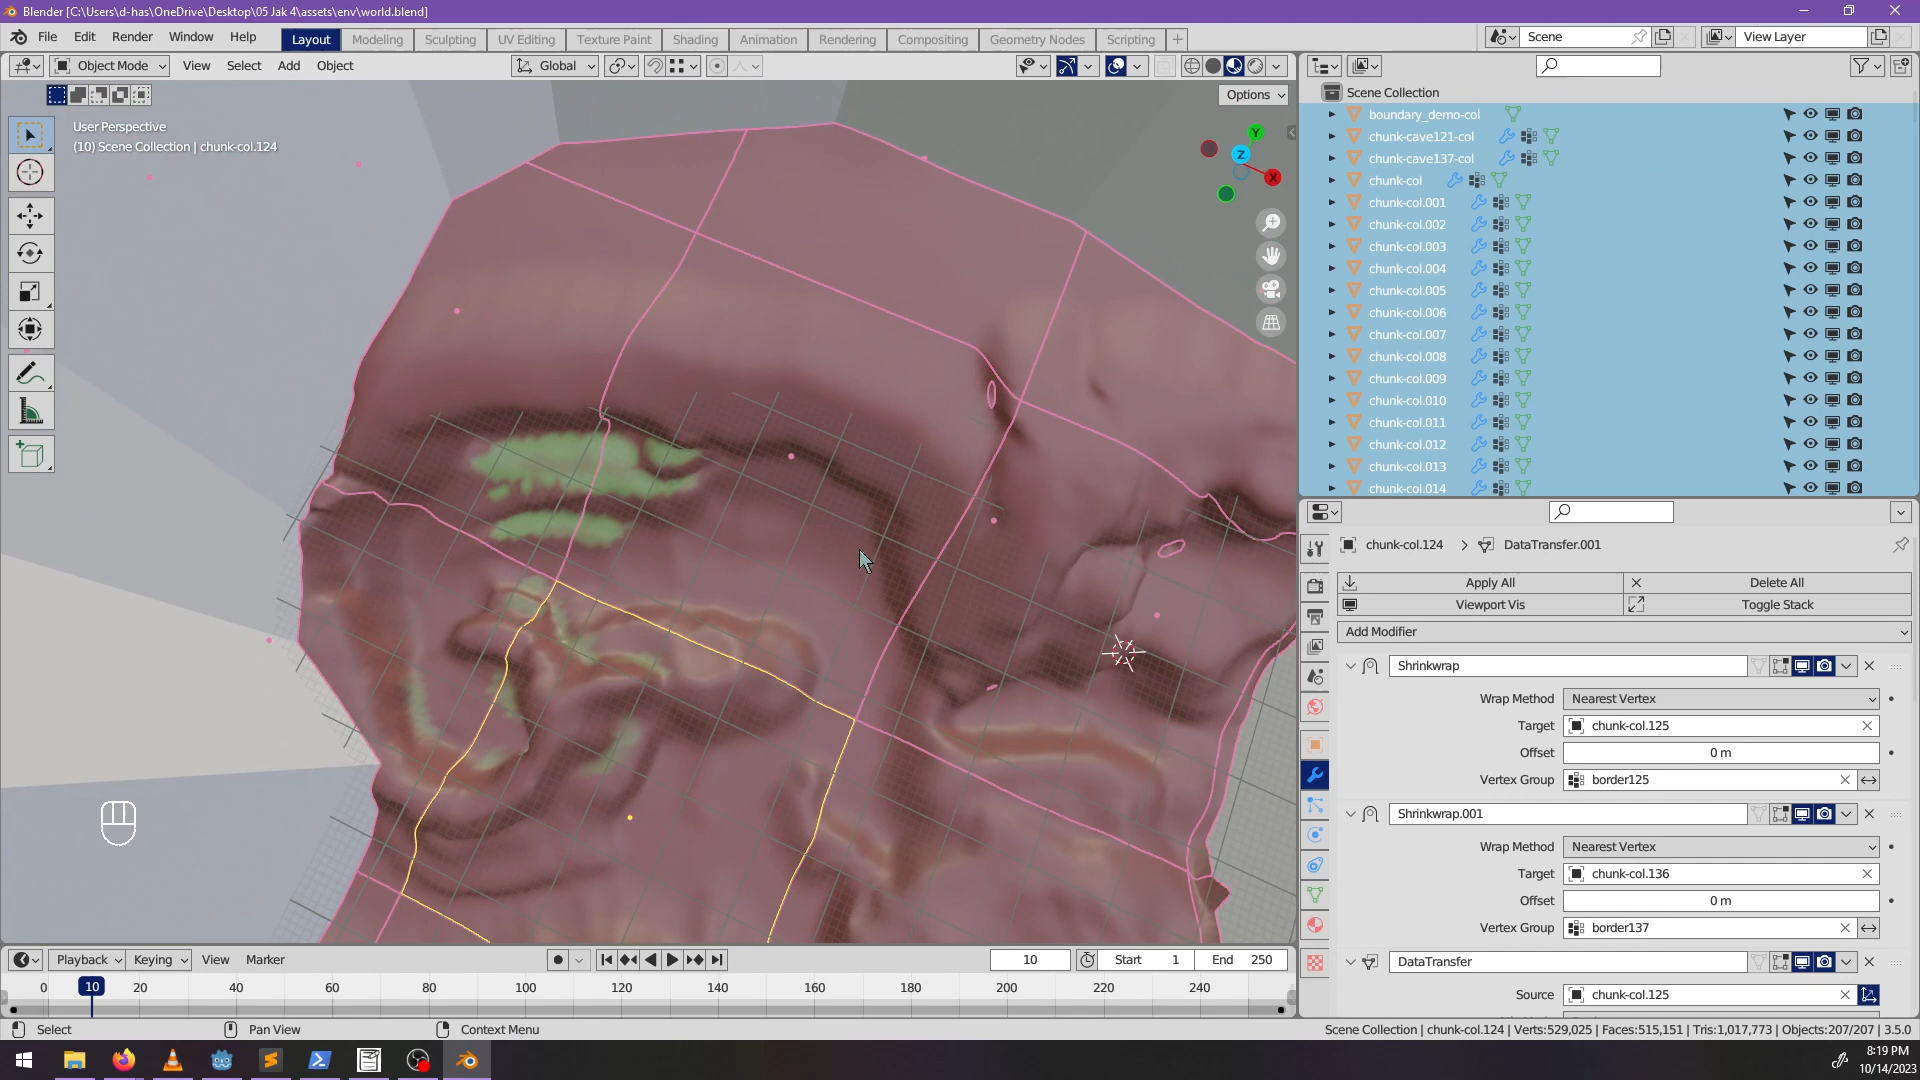 Blender [C:\Users\d-has\OneDrive\Desktop\05 Jak 4\assets\env\world.blend]
File Edit Render Window Help
Layout Modeling Sculpting UV Editing Texture Paint Shading Animation Rendering Compositing Geometry Nodes Scripting +
Scene View Layer
Object Mode View Select Add Object Global
Options
User Perspective
(10) Scene Collection | chunk-col.124
Y
Z
X
Scene Collection
boundary_demo-col
chunk-cave121-col
chunk-cave137-col
chunk-col
chunk-col.001
chunk-col.002
chunk-col.003
chunk-col.004
chunk-col.005
chunk-col.006
chunk-col.007
chunk-col.008
chunk-col.009
chunk-col.010
chunk-col.011
chunk-col.012
chunk-col.013
chunk-col.014
chunk-col.124 > DataTransfer.001
Apply All Delete All
Viewport Vis Toggle Stack
Add Modifier
Shrinkwrap
Wrap Method Nearest Vertex
Target chunk-col.125
Offset 0 m
Vertex Group border125
Shrinkwrap.001
Wrap Method Nearest Vertex
Target chunk-col.136
Offset 0 m
Vertex Group border137
DataTransfer
Source chunk-col.125
Playback Keying View Marker 10 Start 1 End 250
0 10 20 40 60 80 100 120 140 160 180 200 220 240
Select Pan View Context Menu
Scene Collection | chunk-col.124 | Verts:529,025 | Faces:515,151 | Tris:1,017,773 | Objects:207/207 | 3.5.0
8:19 PM
10/14/2023